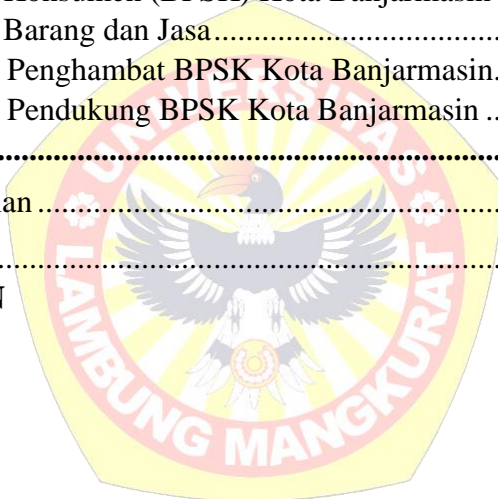 Konsumen (BPSK) Kota Banjarmasin
Barang dan Jasa....................................
Penghambat BPSK Kota Banjarmasin.
Pendukung BPSK Kota Banjarmasin ..
................................................................
an ............................................................
................................................................
N
UNIVERSITAS
LAMBUNG MANGKURAT